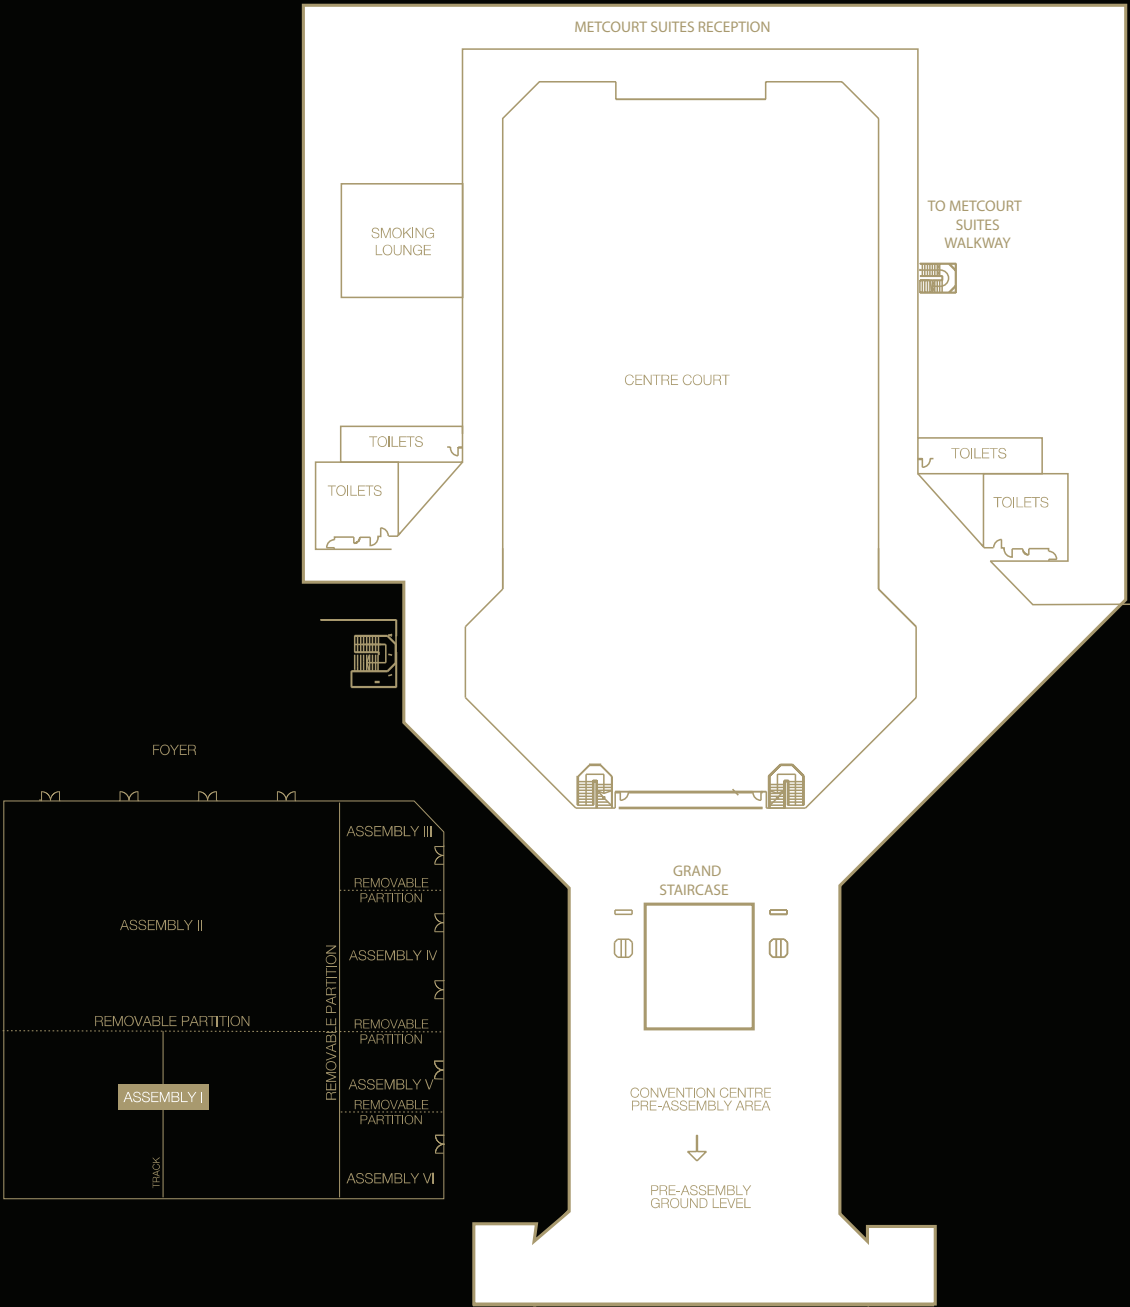 METCOURT SUITES RECEPTION
TO METCOURT
SUITES
WALKWAY
SMOKING
LOUNGE
CENTRE COURT
TOILETS
TOILETS
TOILETS
TOILETS
FOYER
ASSEMBLY III
REMOVABLE
PARTITION
ASSEMBLY II
ASSEMBLY IV
REMOVABLE PARTITION
REMOVABLE PARTITION
REMOVABLE
PARTITION
ASSEMBLY V
REMOVABLE
PARTITION
ASSEMBLY I
TRACK
ASSEMBLY VI
GRAND
STAIRCASE
CONVENTION CENTRE
PRE-ASSEMBLY AREA
PRE-ASSEMBLY
GROUND LEVEL